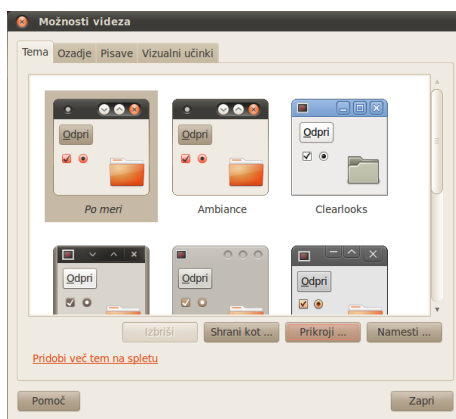 Možnosti videza
Tema Ozadje Pisave Vizualni učinki
Odpri Odpri Odpri
Po meri Ambiance Clearlooks
Odpri Odpri Odpri
Izbriši Shrani kot ... Prikroji ... Namesti ...
Pridobi več tem na spletu
Pomoč Zapri